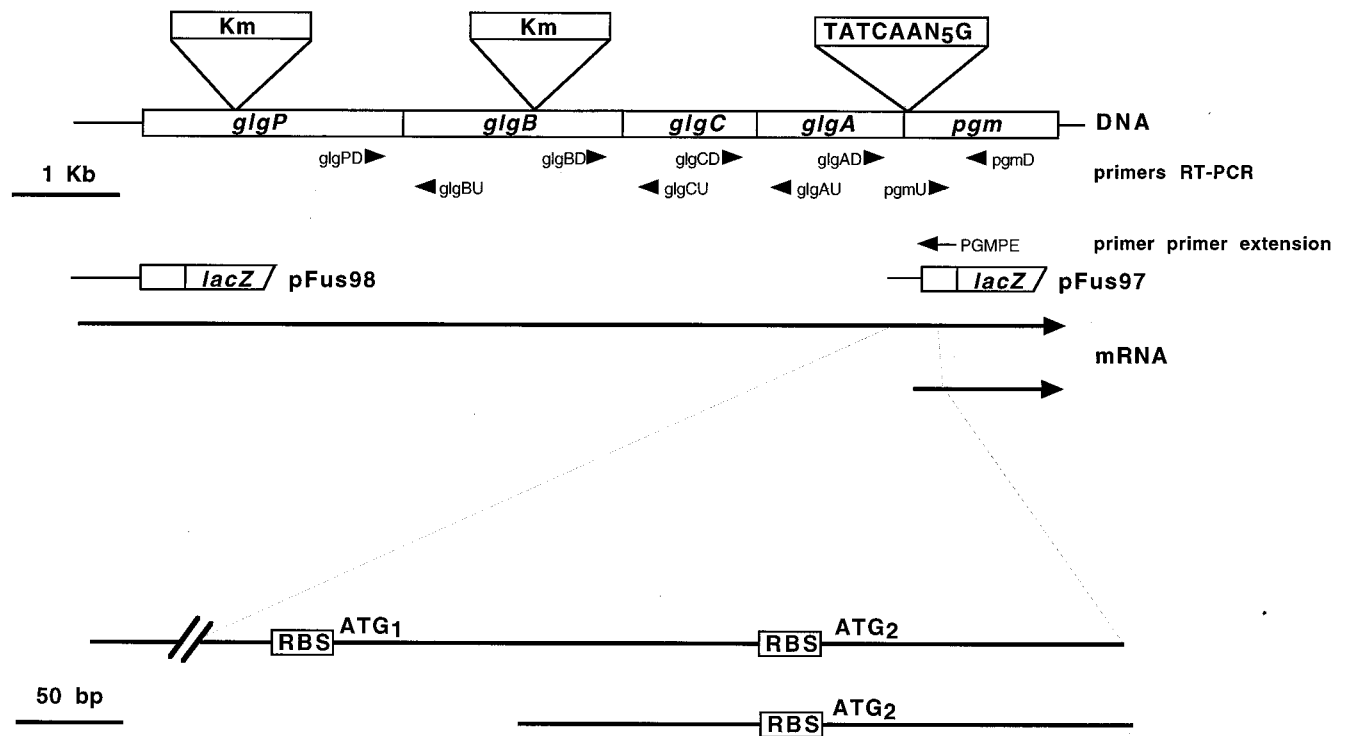 Km Km TATCAAN5G
glgP glgB glgC glgA pgm DNA
glgPD glgBD glgCD glgAD pgmD
1 Kb glgBU glgCU glgAU pgmU primers RT-PCR
PGMPE primer primer extension
lacZ pFus98 lacZ pFus97
mRNA
RBS ATG1 RBS ATG2
50 bp
RBS ATG2